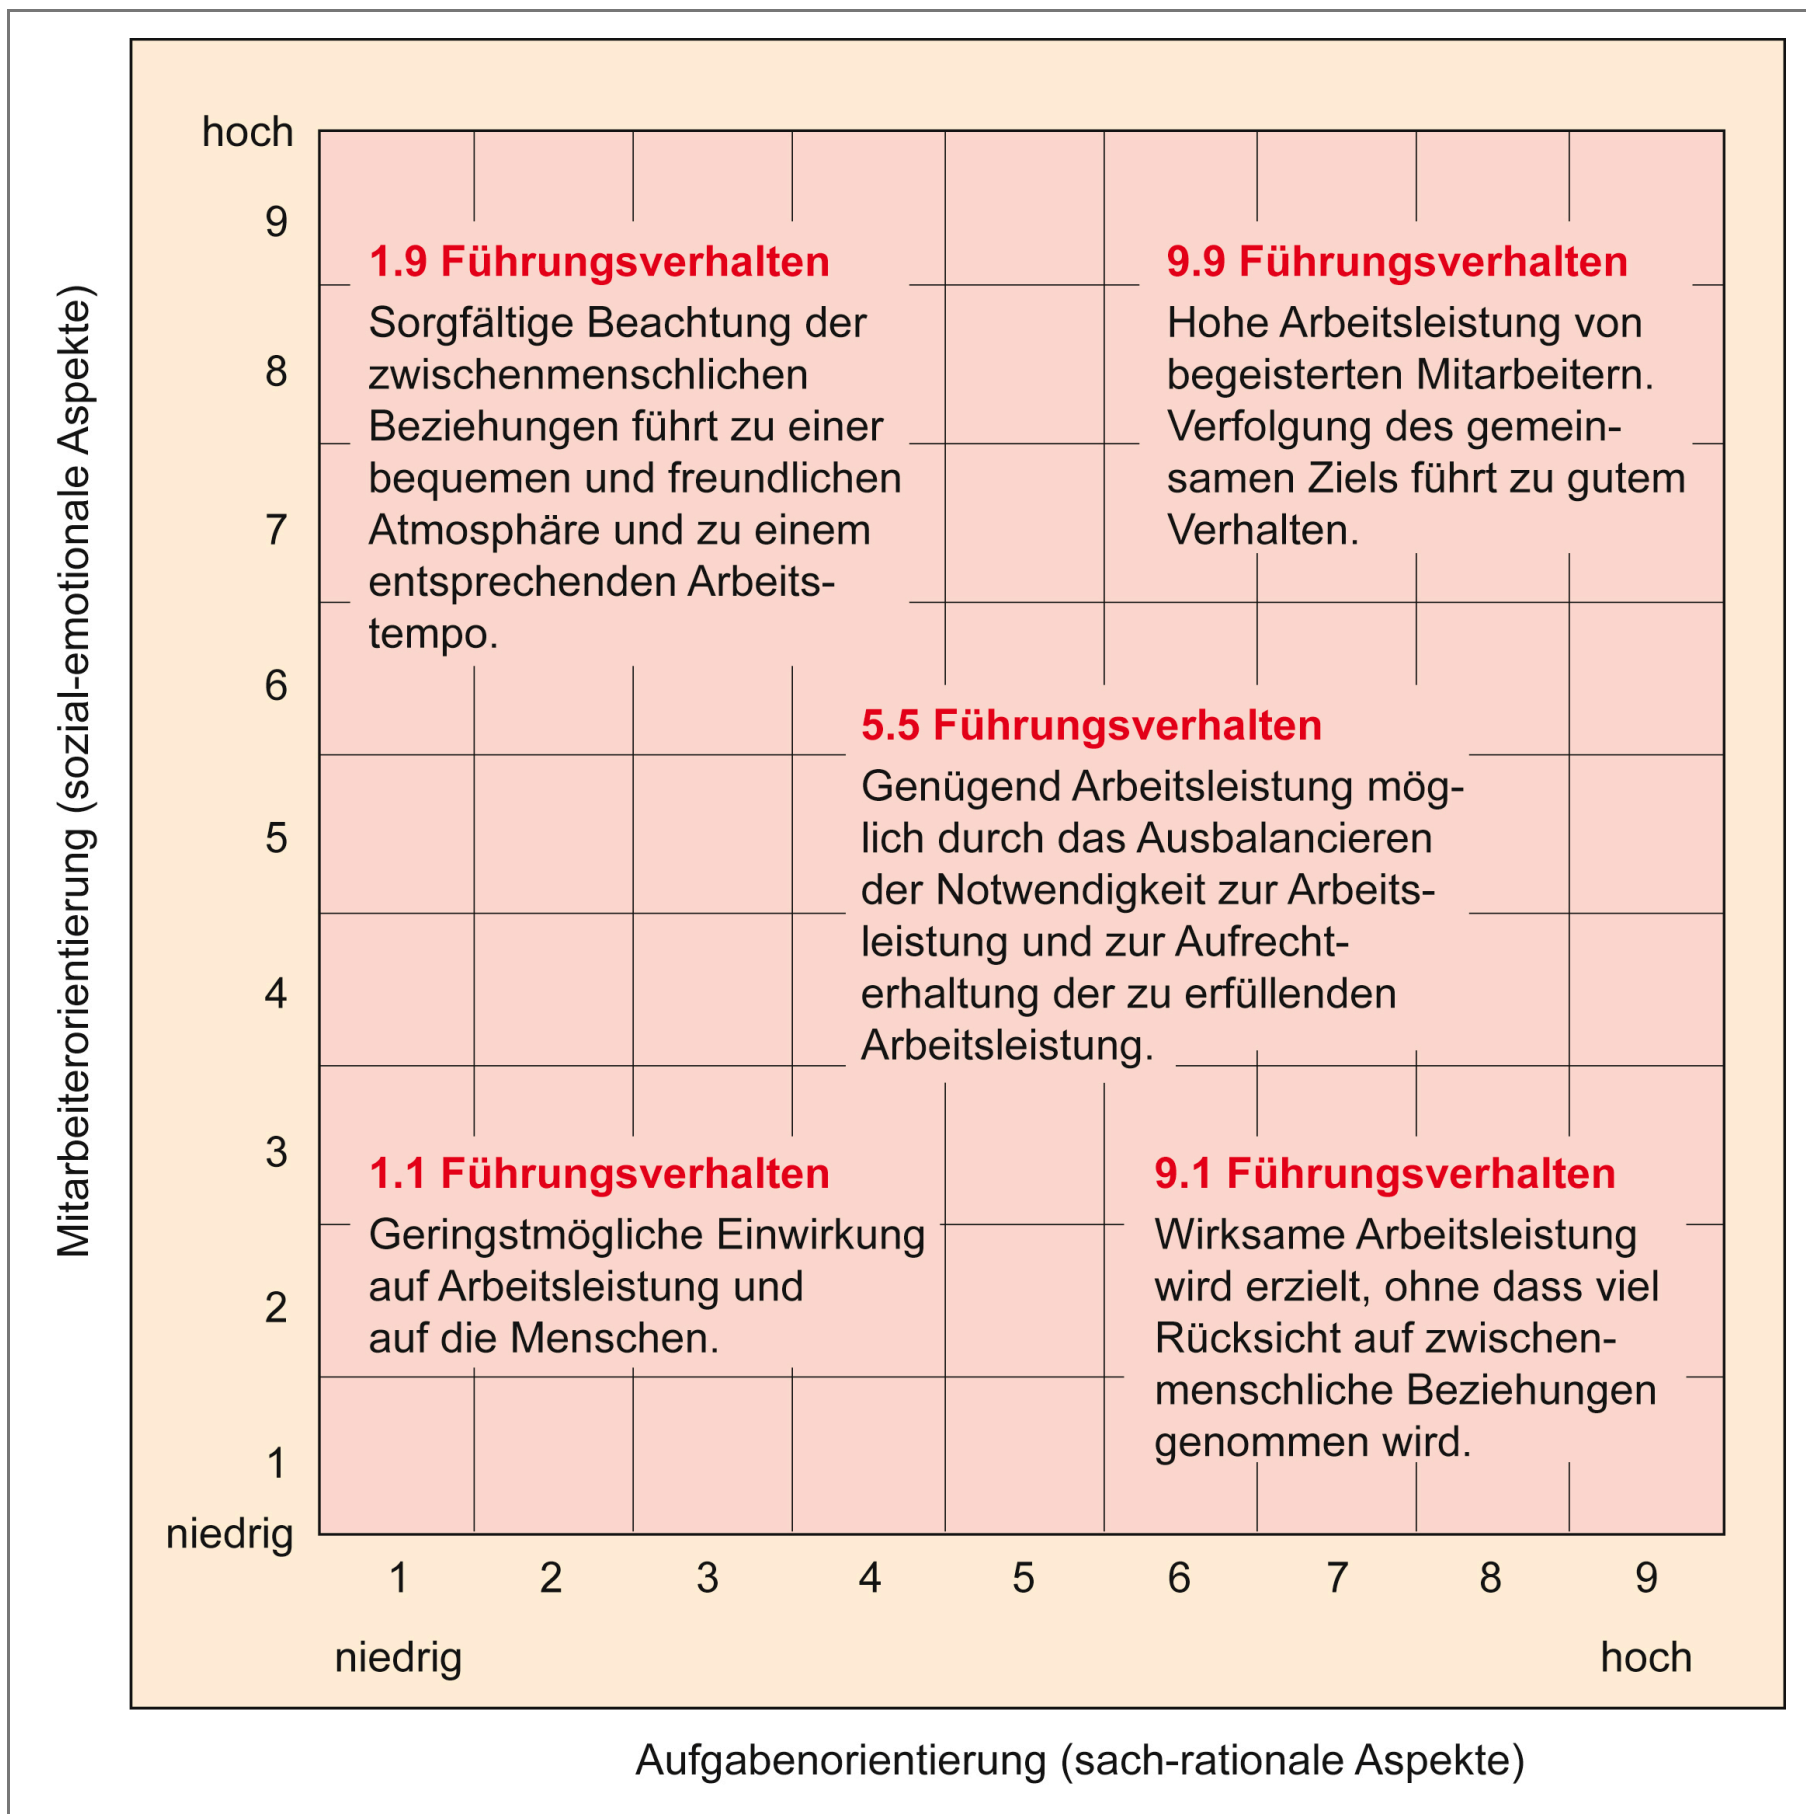 hoch
9
8
7
6
5
4
3
2
1
niedrig
Mitarbeiterorientierung (sozial-emotionale Aspekte)
1.9 Führungsverhalten
Sorgfältige Beachtung der
zwischenmenschlichen
Beziehungen führt zu einer
bequemen und freundlichen
Atmosphäre und zu einem
entsprechenden Arbeits-
tempo.
9.9 Führungsverhalten
Hohe Arbeitsleistung von
begeisterten Mitarbeitern.
Verfolgung des gemein-
samen Ziels führt zu gutem
Verhalten.
5.5 Führungsverhalten
Genügend Arbeitsleistung mög-
lich durch das Ausbalancieren
der Notwendigkeit zur Arbeits-
leistung und zur Aufrecht-
erhaltung der zu erfüllenden
Arbeitsleistung.
1.1 Führungsverhalten
Geringstmögliche Einwirkung
auf Arbeitsleistung und
auf die Menschen.
9.1 Führungsverhalten
Wirksame Arbeitsleistung
wird erzielt, ohne dass viel
Rücksicht auf zwischen-
menschliche Beziehungen
genommen wird.
1 2 3 4 5 6 7 8 9
niedrig hoch
Aufgabenorientierung (sach-rationale Aspekte)